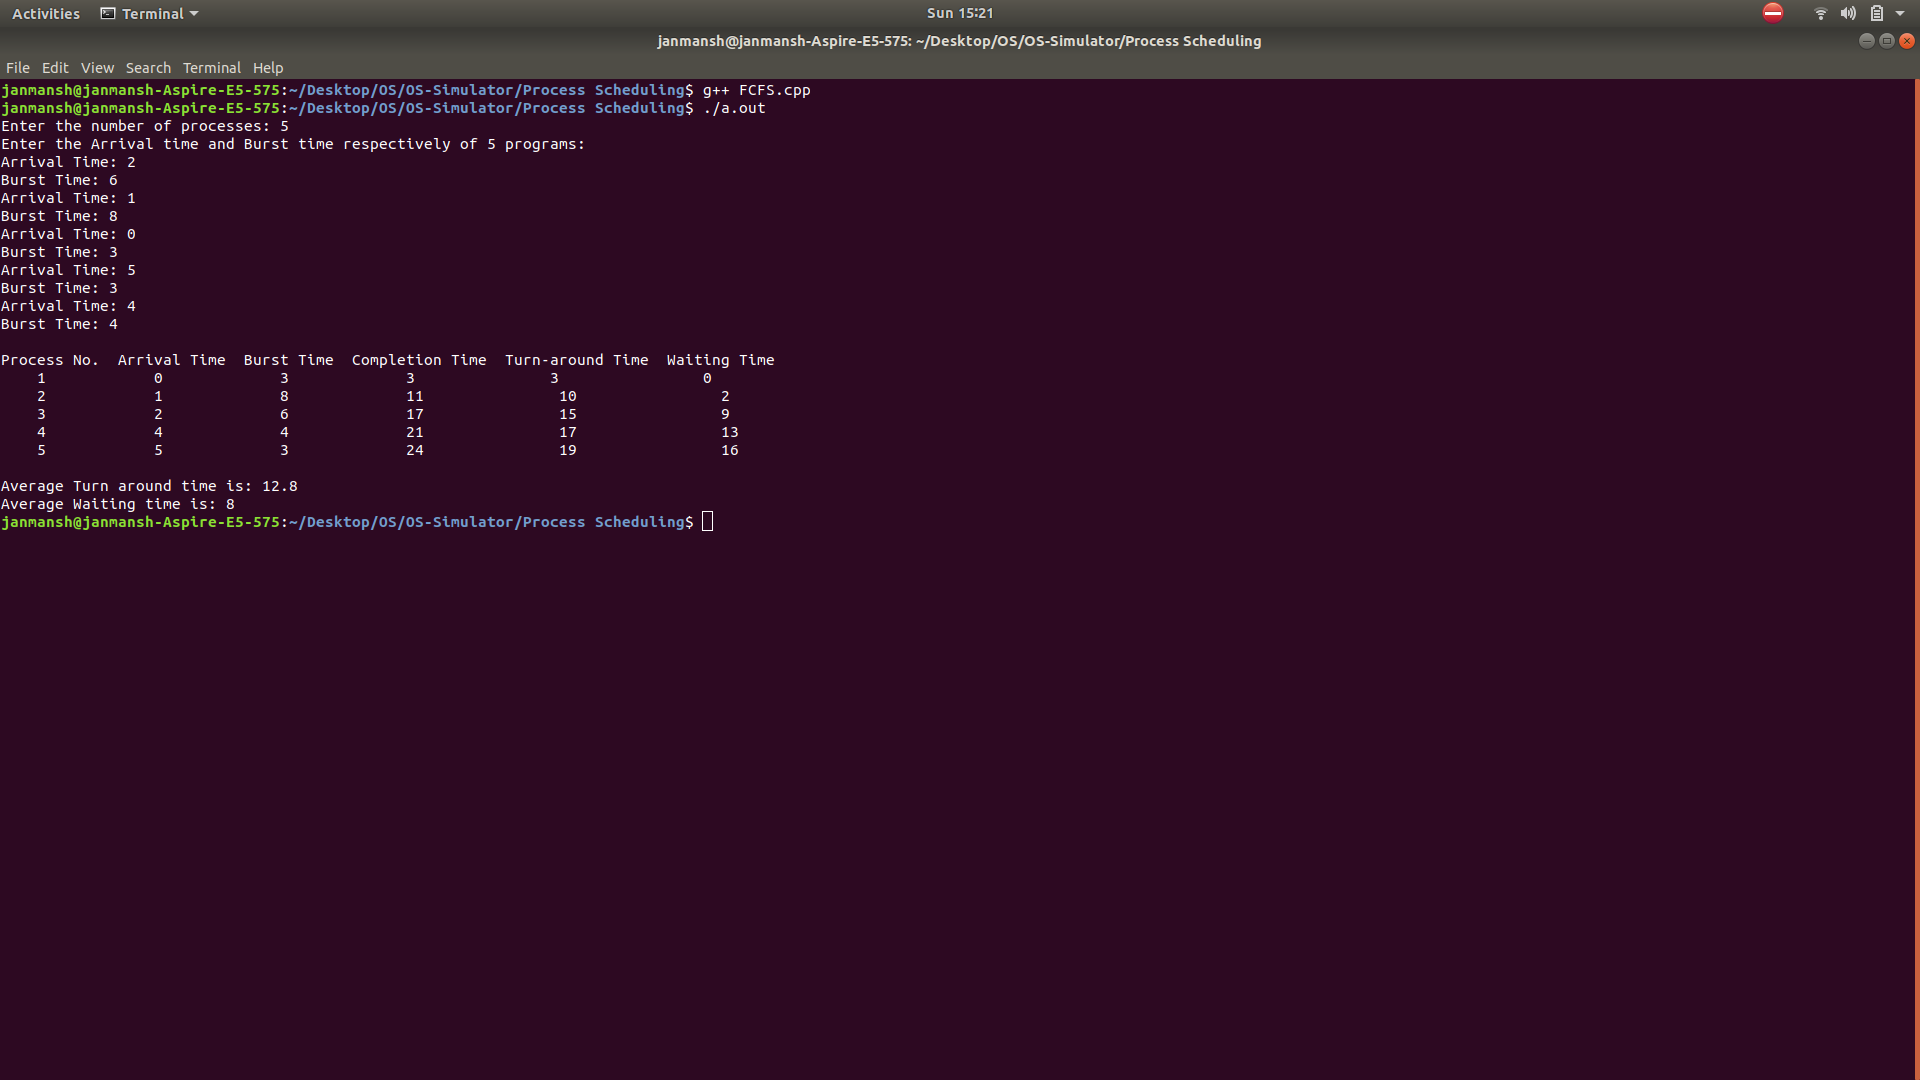 Activities Terminal Sun 15:21
janmansh@janmansh-Aspire-E5-575: ~/Desktop/OS/OS-Simulator/Process Scheduling
File Edit View Search Terminal Help
janmansh@janmansh-Aspire-E5-575:~/Desktop/OS/OS-Simulator/Process Scheduling$ g++ FCFS.cpp
janmansh@janmansh-Aspire-E5-575:~/Desktop/OS/OS-Simulator/Process Scheduling$ ./a.out
Enter the number of processes: 5
Enter the Arrival time and Burst time respectively of 5 programs:
Arrival Time: 2
Burst Time: 6
Arrival Time: 1
Burst Time: 8
Arrival Time: 0
Burst Time: 3
Arrival Time: 5
Burst Time: 3
Arrival Time: 4
Burst Time: 4
Process No.  Arrival Time  Burst Time  Completion Time  Turn-around Time  Waiting Time
1 0 3 3 3 0
2 1 8 11 10 2
3 2 6 17 15 9
4 4 4 21 17 13
5 5 3 24 19 16
Average Turn around time is: 12.8
Average Waiting time is: 8
janmansh@janmansh-Aspire-E5-575:~/Desktop/OS/OS-Simulator/Process Scheduling$